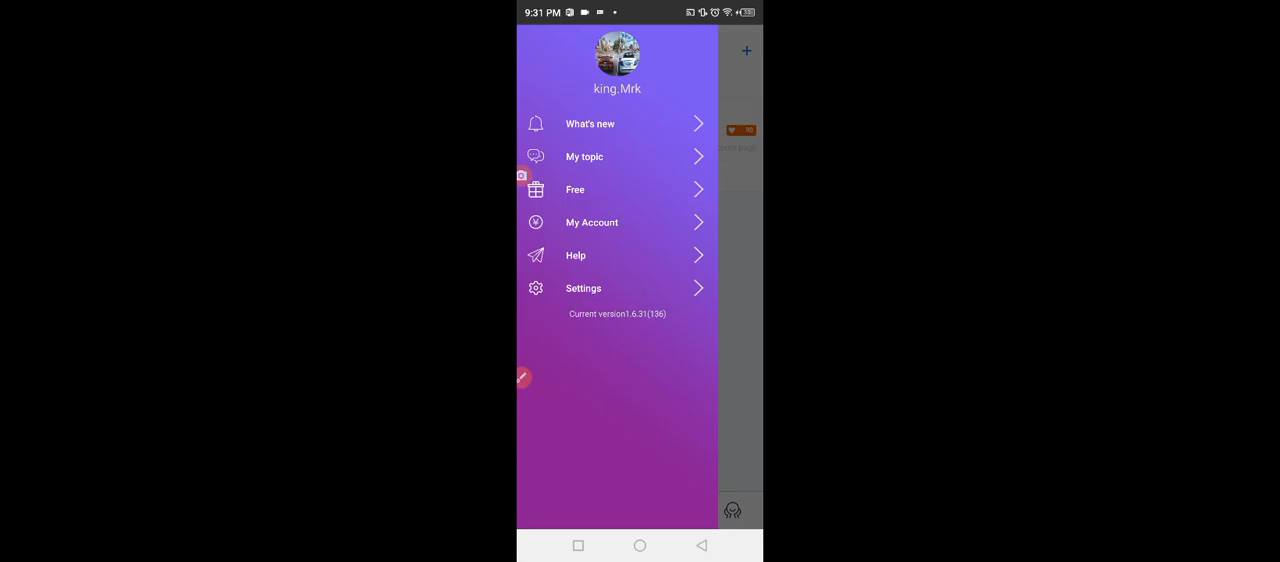 9:31 PM
king.Mrk
What's new
90
My topic
Free
My Account
Help
Settings
Current version1.6.31(136)